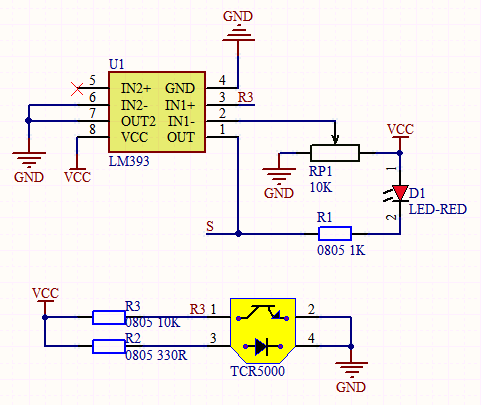 GND
U1
5 IN2+ GND 4
6 IN2- IN1+ 3 R3
7 OUT2 IN1- 2
8 VCC OUT 1
LM393
GND
VCC
GND
RP1
10K
VCC
1
D1
LED-RED
2
S
R1
0805 1K
VCC
R3
0805 10K
R3 1
2
R2
0805 330R
3
4
TCR5000
GND